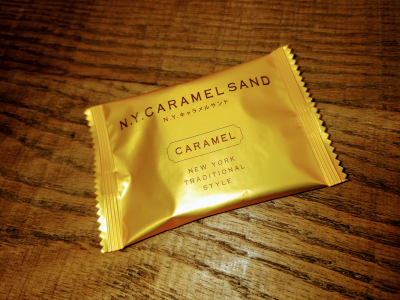 N.Y. CARAMEL SAND
N.Y.キャラメルサンド
CARAMEL
NEW YORK
TRADITIONAL
STYLE